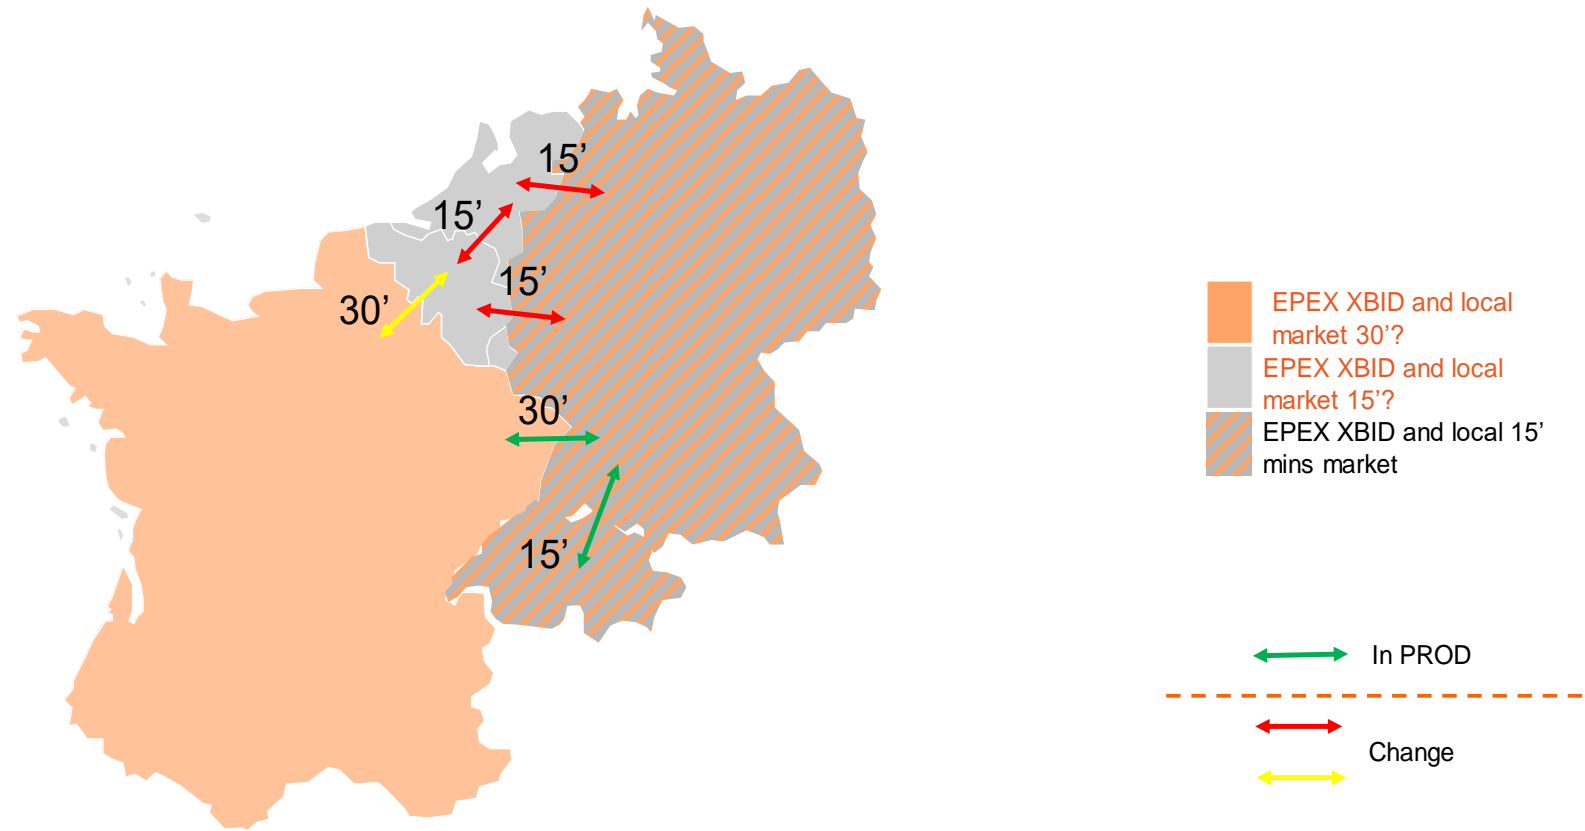 15’
15’
15’
30’
30’
15’
EPEX XBID and local
market 30’?
EPEX XBID and local
market 15’?
EPEX XBID and local 15’
mins market
In PROD
Change